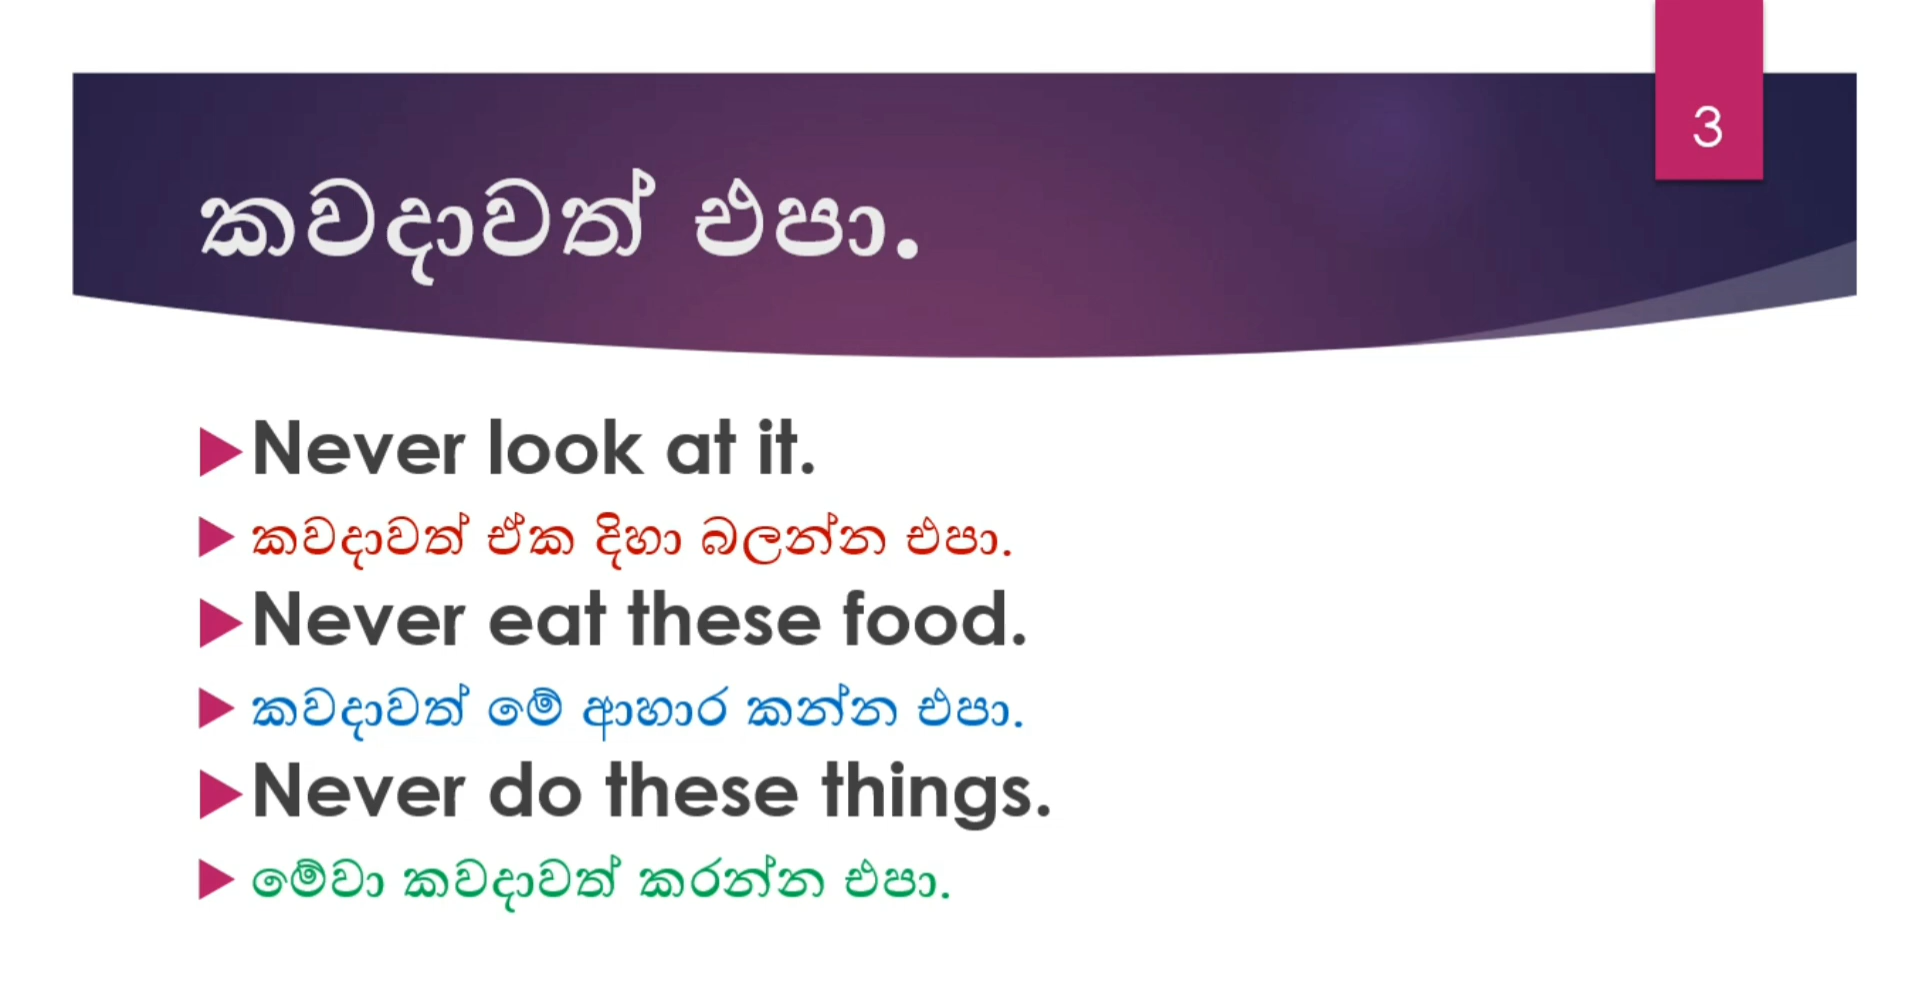 3
කවදාවත් එපා.
Never look at it.
කවදාවත් ඒක දිහා බලන්න එපා.
Never eat these food.
කවදාවත් මේ ආහාර කන්න එපා.
Never do these things.
මේවා කවදාවත් කරන්න එපා.